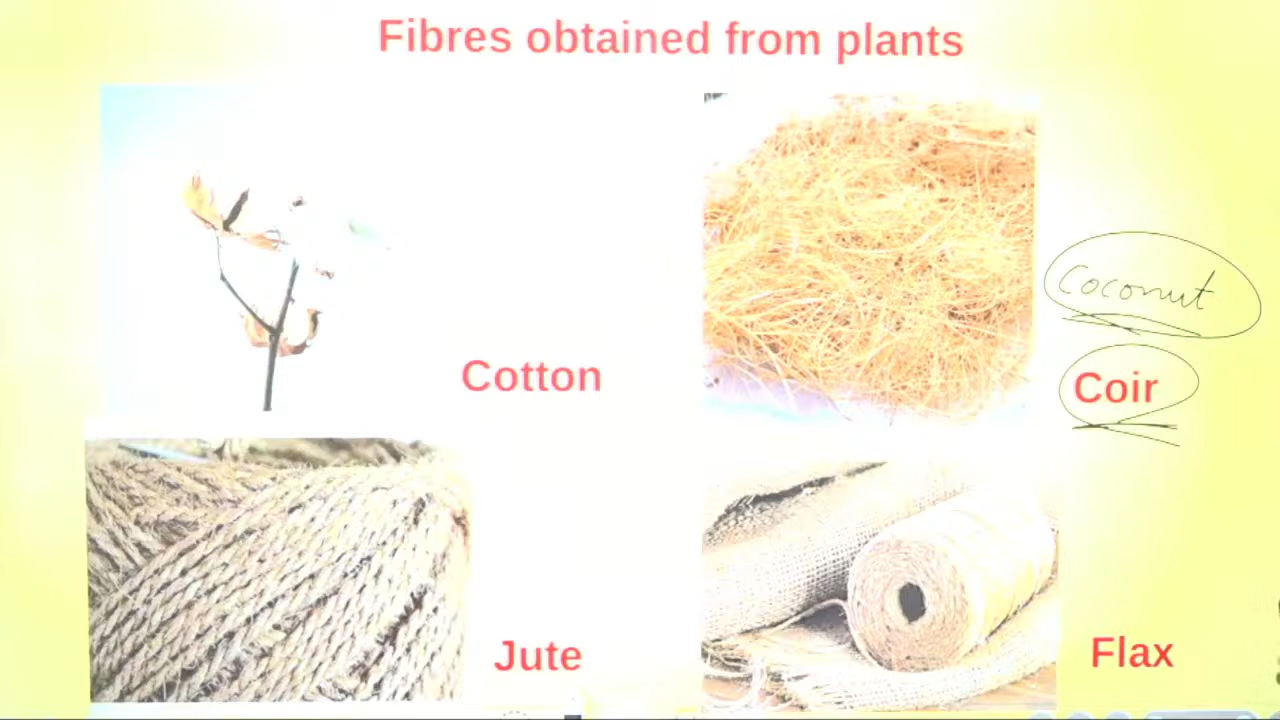 Fibres obtained from plants
Cotton
coconut
Coir
Jute
Flax